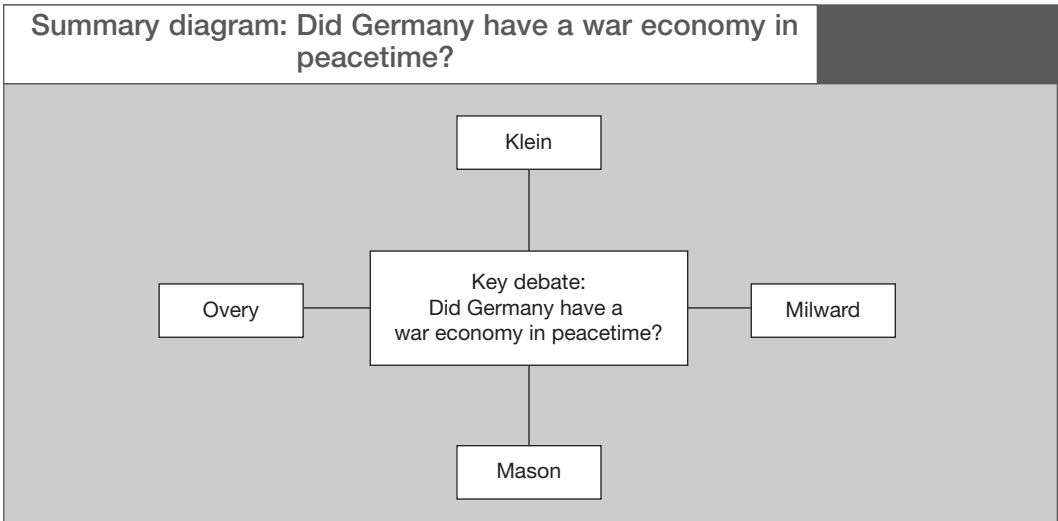 Summary diagram: Did Germany have a war economy in
peacetime?
Klein
Key debate:
Did Germany have a
war economy in peacetime?
Overy
Milward
Mason